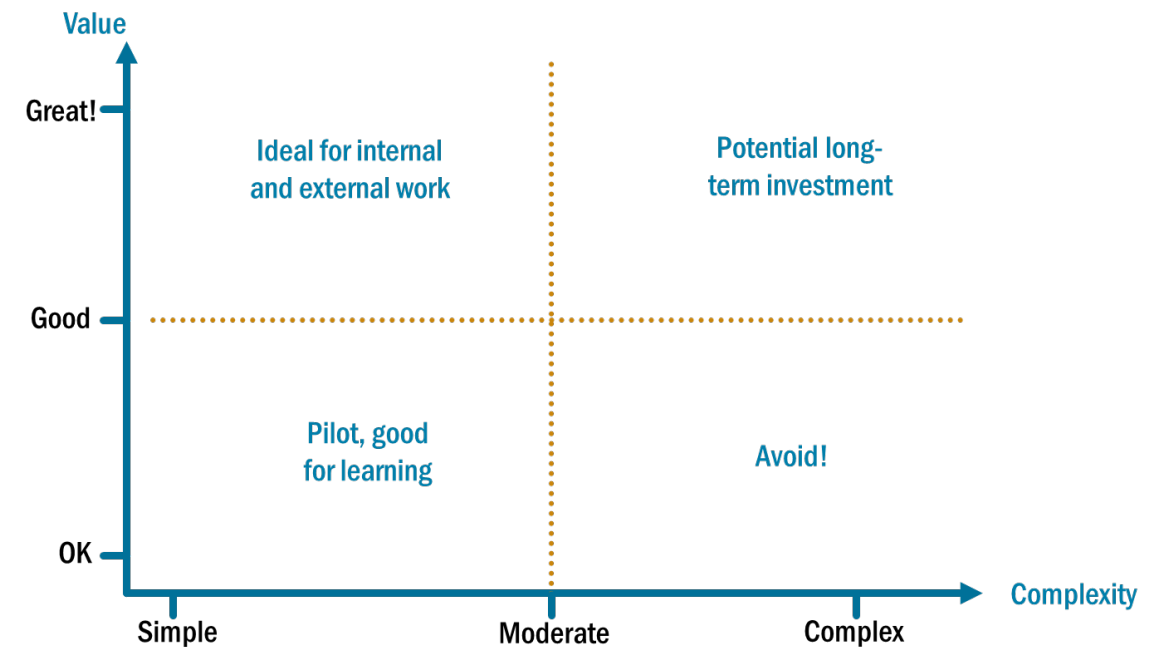 Value
Great!
Ideal for internal
and external work
Potential long-
term investment
Good
Pilot, good
for learning
Avoid!
OK
Complexity
Simple
Moderate
Complex